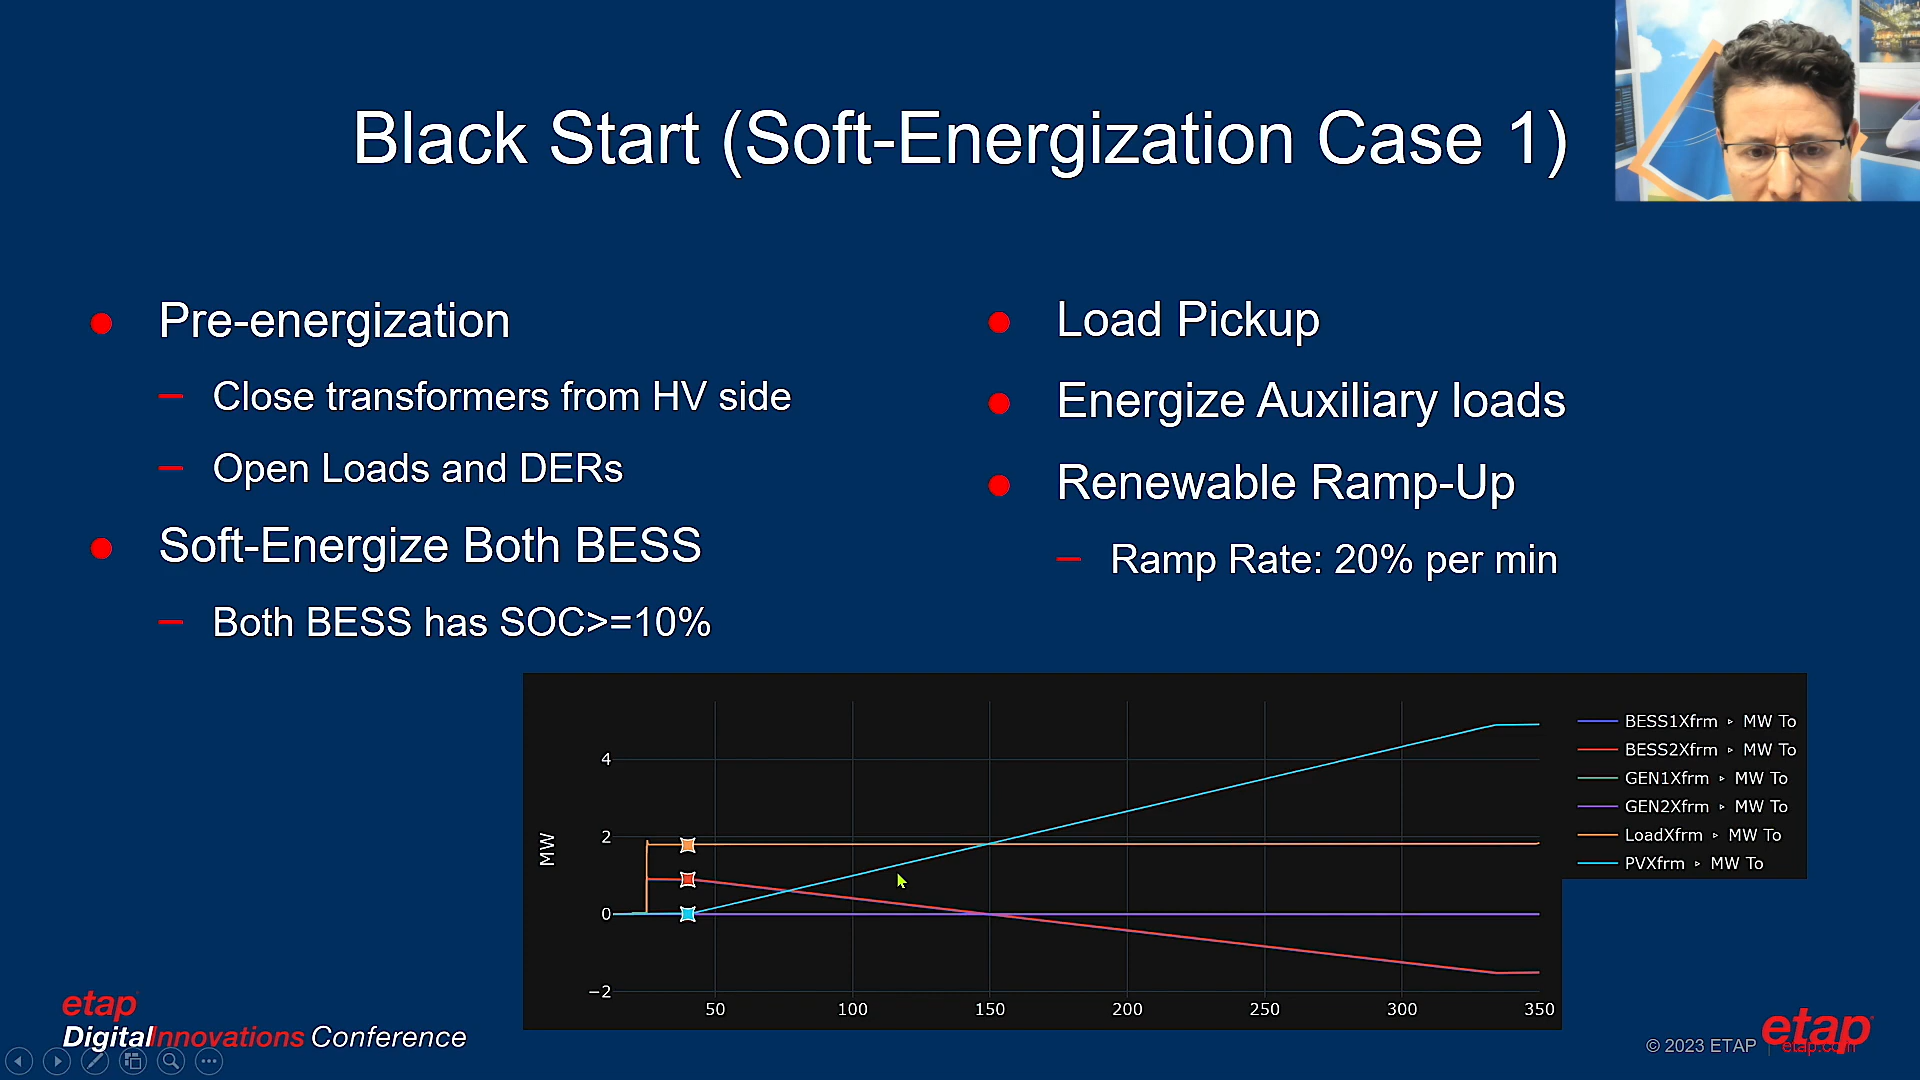 Black Start (Soft-Energization Case 1)
Pre-energization
Close transformers from HV side
Open Loads and DERs
Soft-Energize Both BESS
Both BESS has SOC>=10%
Load Pickup
Energize Auxiliary loads
Renewable Ramp-Up
Ramp Rate: 20% per min
MW
4
2
0
−2
50 100 150 200 250 300 350
BESS1Xfrm ▹ MW To
BESS2Xfrm ▹ MW To
GEN1Xfrm ▹ MW To
GEN2Xfrm ▹ MW To
LoadXfrm ▹ MW To
PVXfrm ▹ MW To
etap
DigitalInnovations Conference
© 2023 ETAP | etap.com
etap